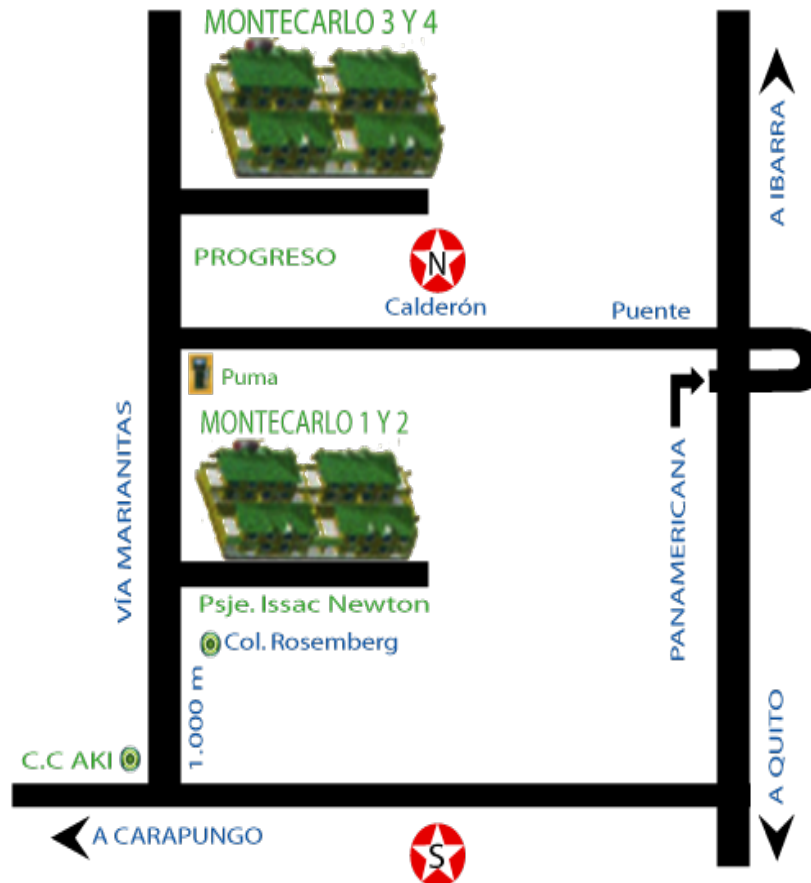 MONTECARLO 3 Y 4
A IBARRA
PROGRESO
N
Calderón
Puente
Puma
MONTECARLO 1 Y 2
VÍA MARIANITAS
PANAMERICANA
Psje. Issac Newton
Col. Rosemberg
1.000 m
C.C AKI
A QUITO
A CARAPUNGO
S